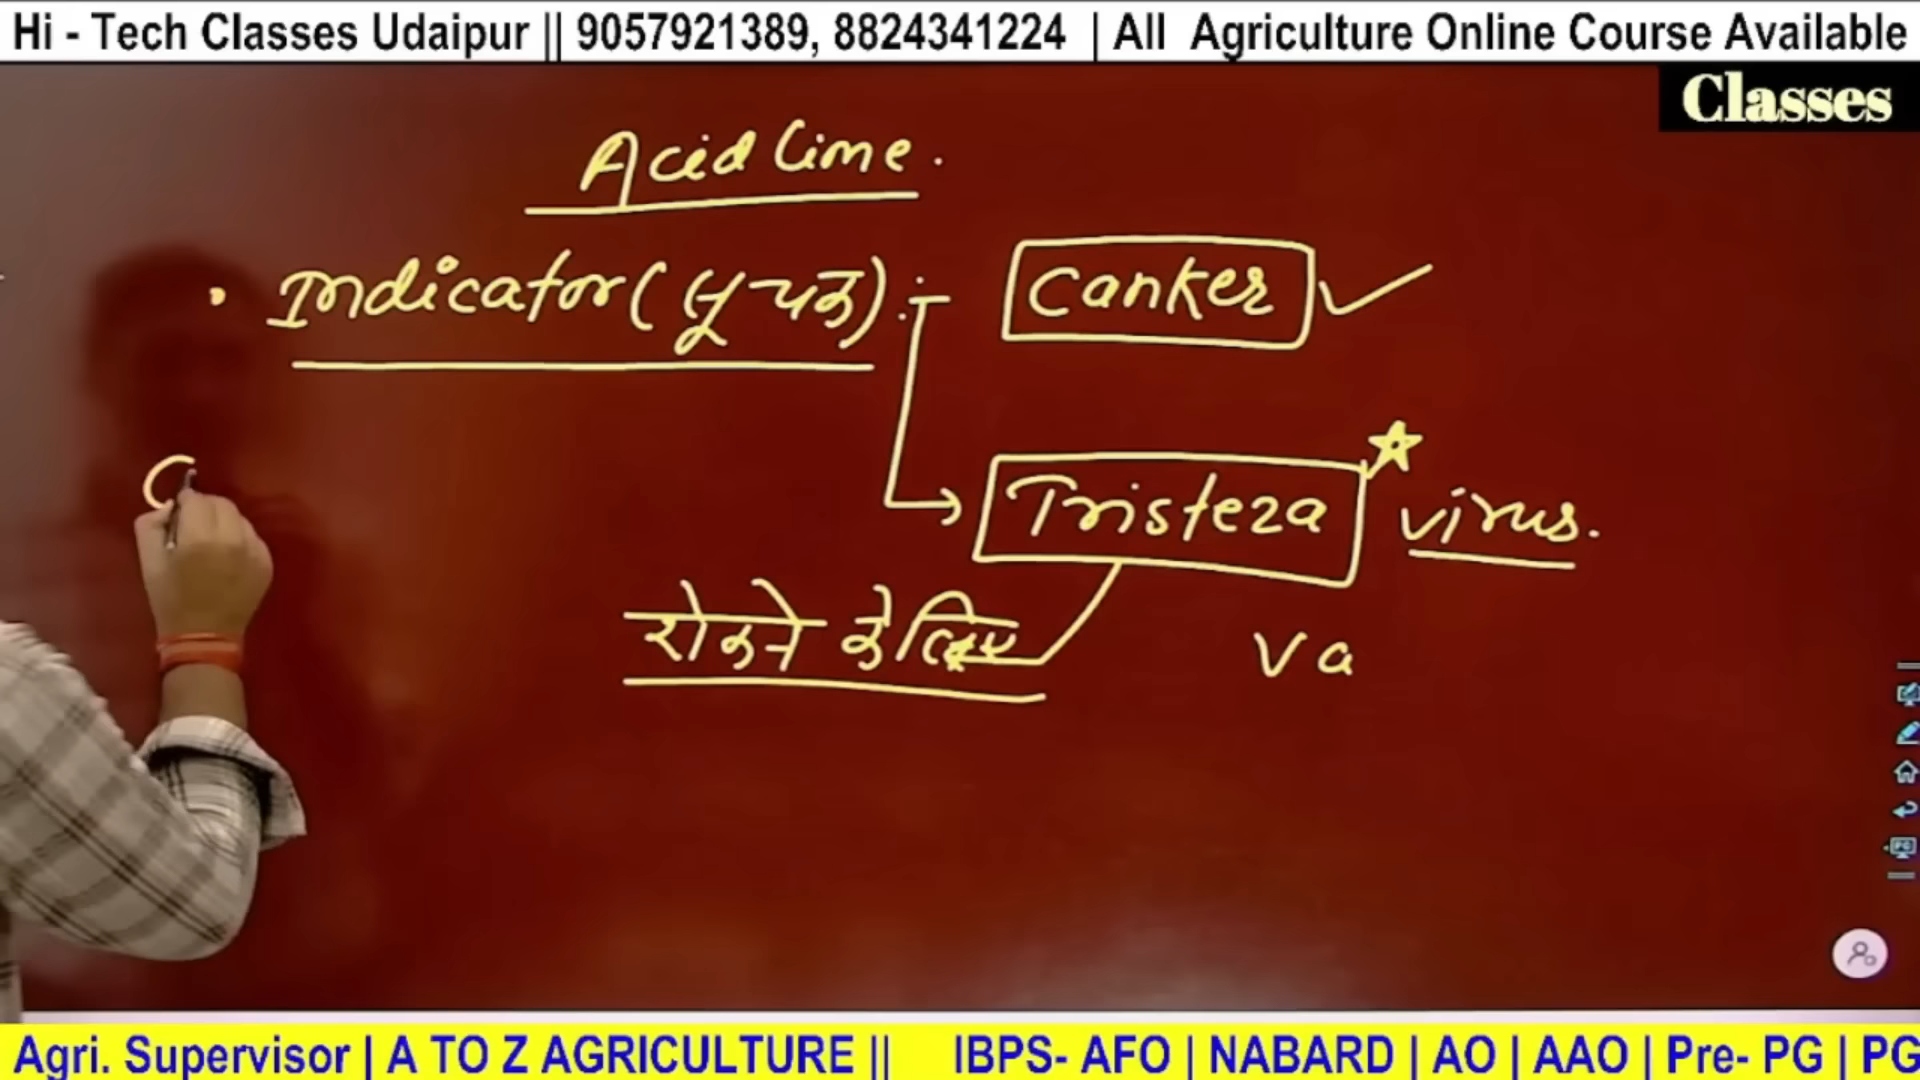 Hi - Tech Classes Udaipur || 9057921389, 8824341224 | All Agriculture Online Course Available
Classes
Acid Lime.
• Indicator (सूचक) :- Canker ✓
Tristeza virus.
रोकने के लिए
Va
C
Agri. Supervisor | A TO Z AGRICULTURE || IBPS- AFO | NABARD | AO | AAO | Pre- PG | PG